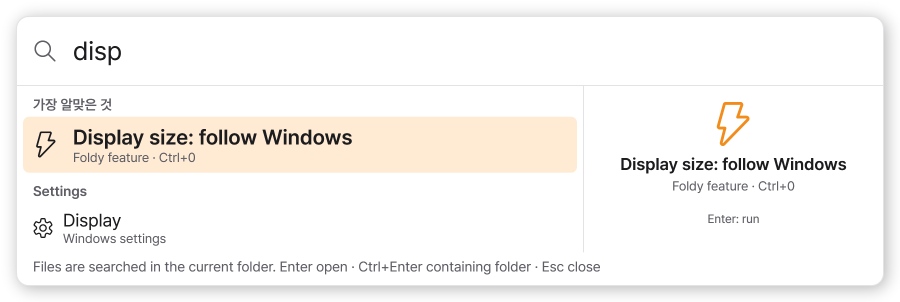 disp
가장 알맞은 것
Display size: follow Windows
Foldy feature · Ctrl+0
Settings
Display
Windows settings
Display size: follow Windows
Foldy feature · Ctrl+0
Enter: run
Files are searched in the current folder. Enter open · Ctrl+Enter containing folder · Esc close